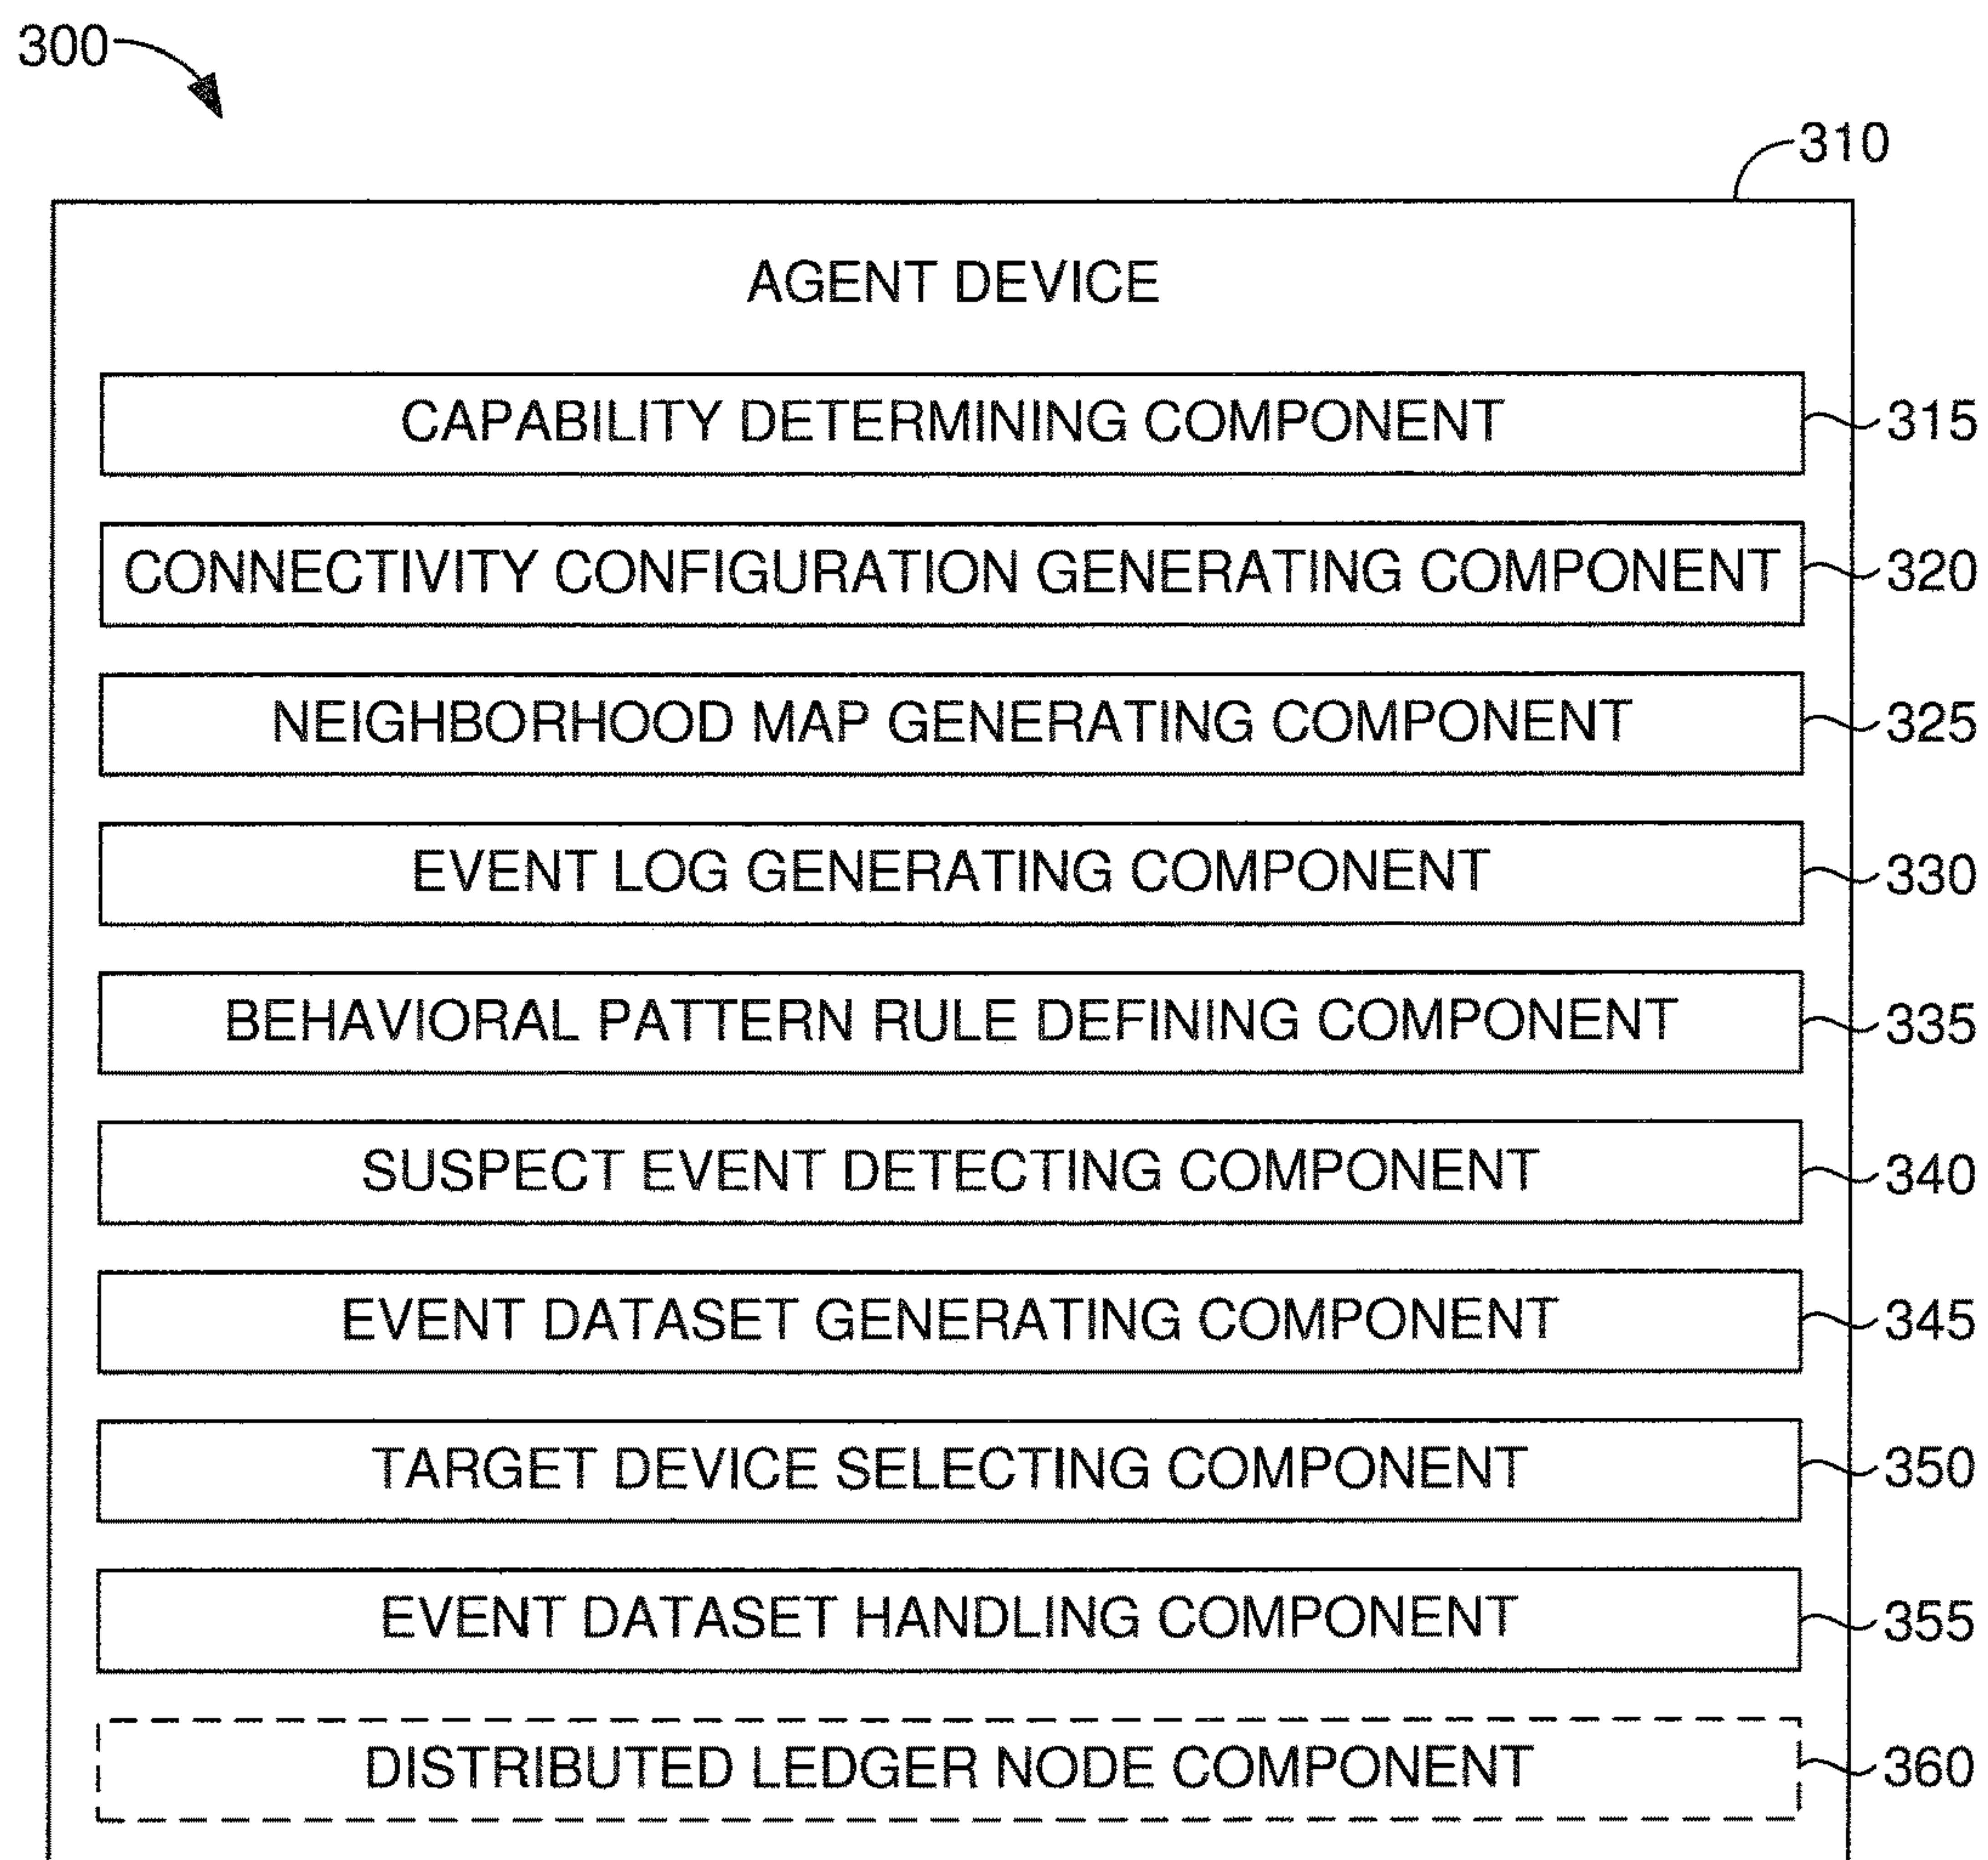 300
310
AGENT DEVICE
CAPABILITY DETERMINING COMPONENT 315
CONNECTIVITY CONFIGURATION GENERATING COMPONENT 320
NEIGHBORHOOD MAP GENERATING COMPONENT 325
EVENT LOG GENERATING COMPONENT 330
BEHAVIORAL PATTERN RULE DEFINING COMPONENT 335
SUSPECT EVENT DETECTING COMPONENT 340
EVENT DATASET GENERATING COMPONENT 345
TARGET DEVICE SELECTING COMPONENT 350
EVENT DATASET HANDLING COMPONENT 355
DISTRIBUTED LEDGER NODE COMPONENT 360